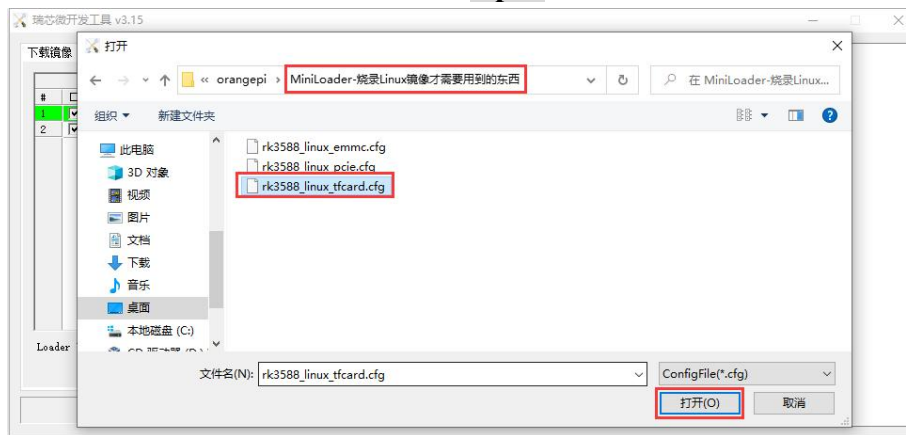 瑞芯微开发工具 v3.15
下载镜像
打开
« orangepi › MiniLoader-烧录Linux镜像才需要用到的东西
在 MiniLoader-烧录Linux...
#
1
2
组织
新建文件夹
此电脑
3D 对象
视频
图片
文档
下载
音乐
桌面
本地磁盘 (C:)
rk3588_linux_emmc.cfg
rk3588_linux_pcie.cfg
rk3588_linux_tfcard.cfg
Loader
文件名(N):
rk3588_linux_tfcard.cfg
ConfigFile(*.cfg)
打开(O)
取消